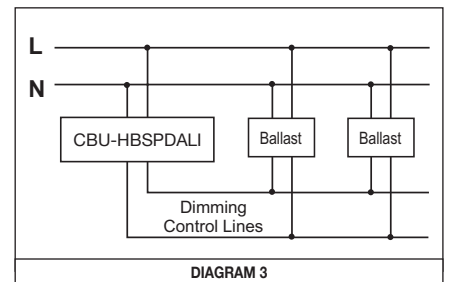 L
N
CBU-HBSPDALI
Ballast
Ballast
Dimming
Control Lines
DIAGRAM 3